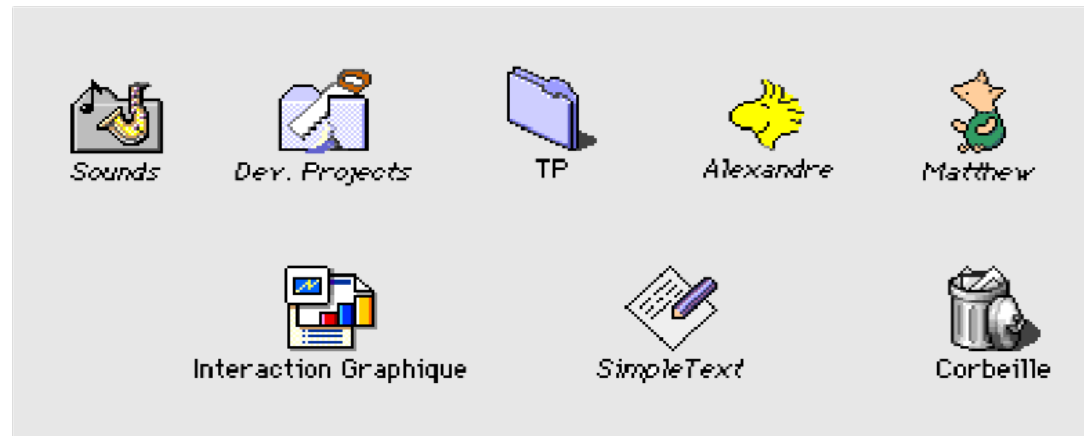 Sounds
Dev. Projects
TP
Alexandre
Matthew
Interaction Graphique
SimpleText
Corbeille